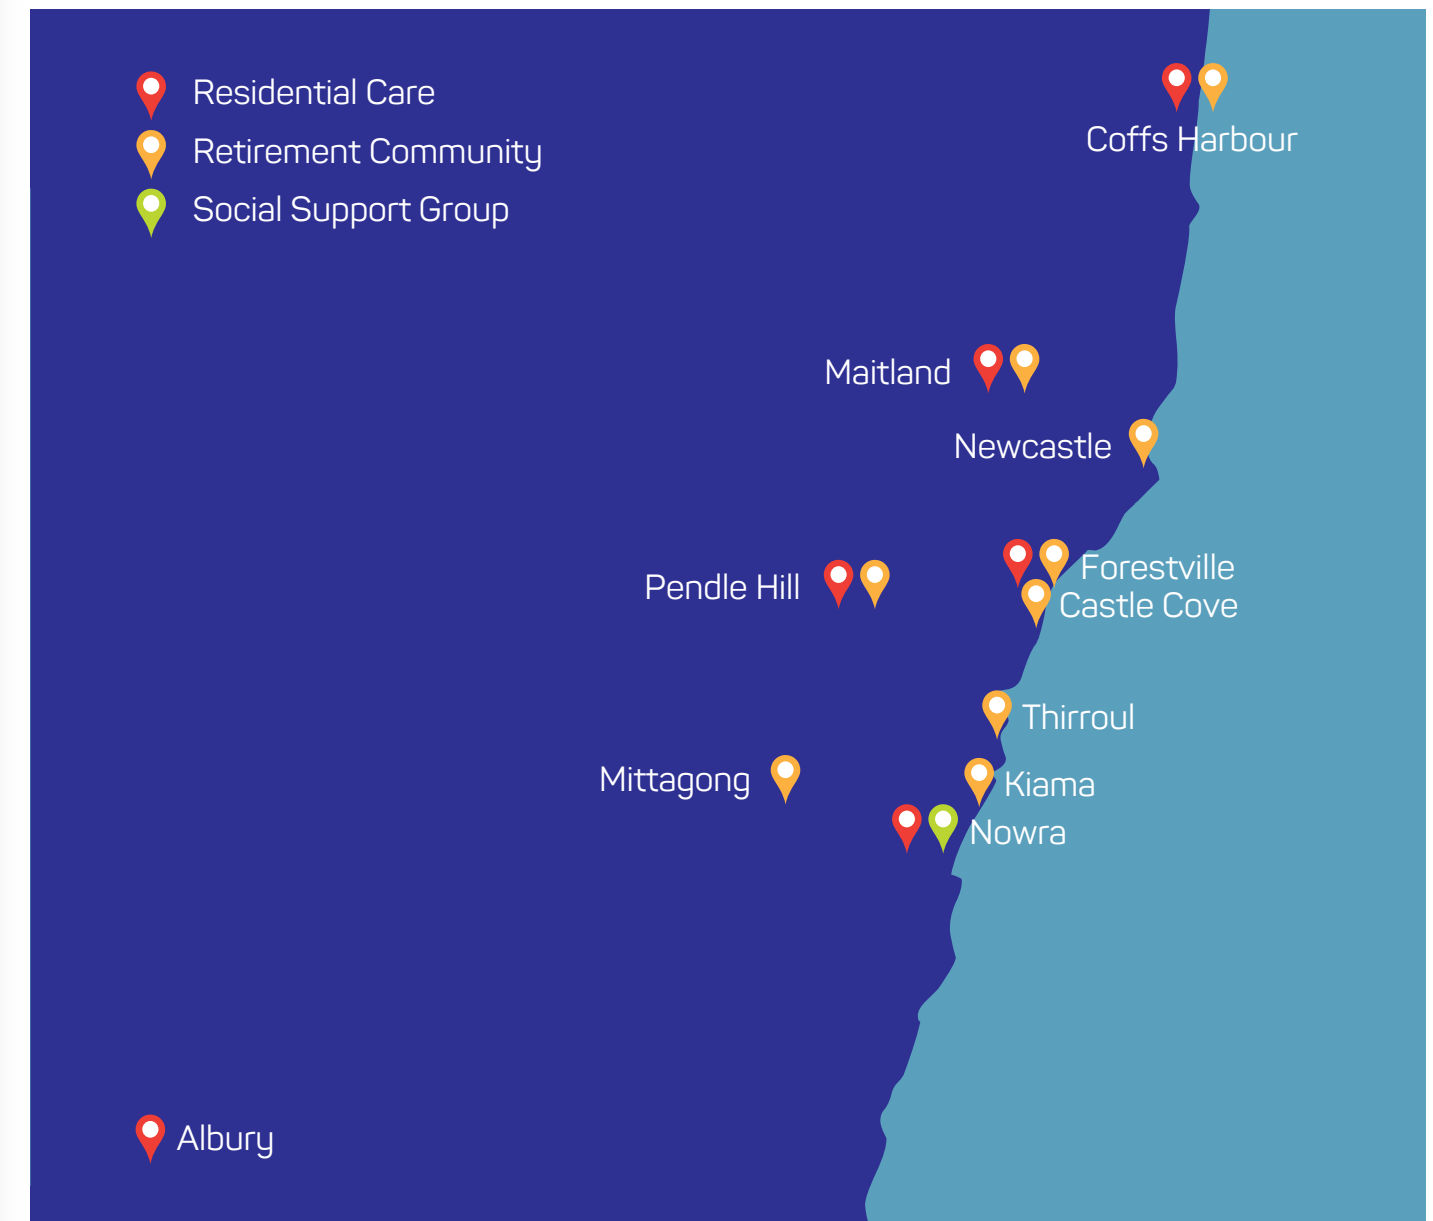 Residential Care
Retirement Community
Social Support Group
Coffs Harbour
Maitland
Newcastle
Forestville
Pendle Hill
Castle Cove
Thirroul
Mittagong
Kiama
Nowra
Albury